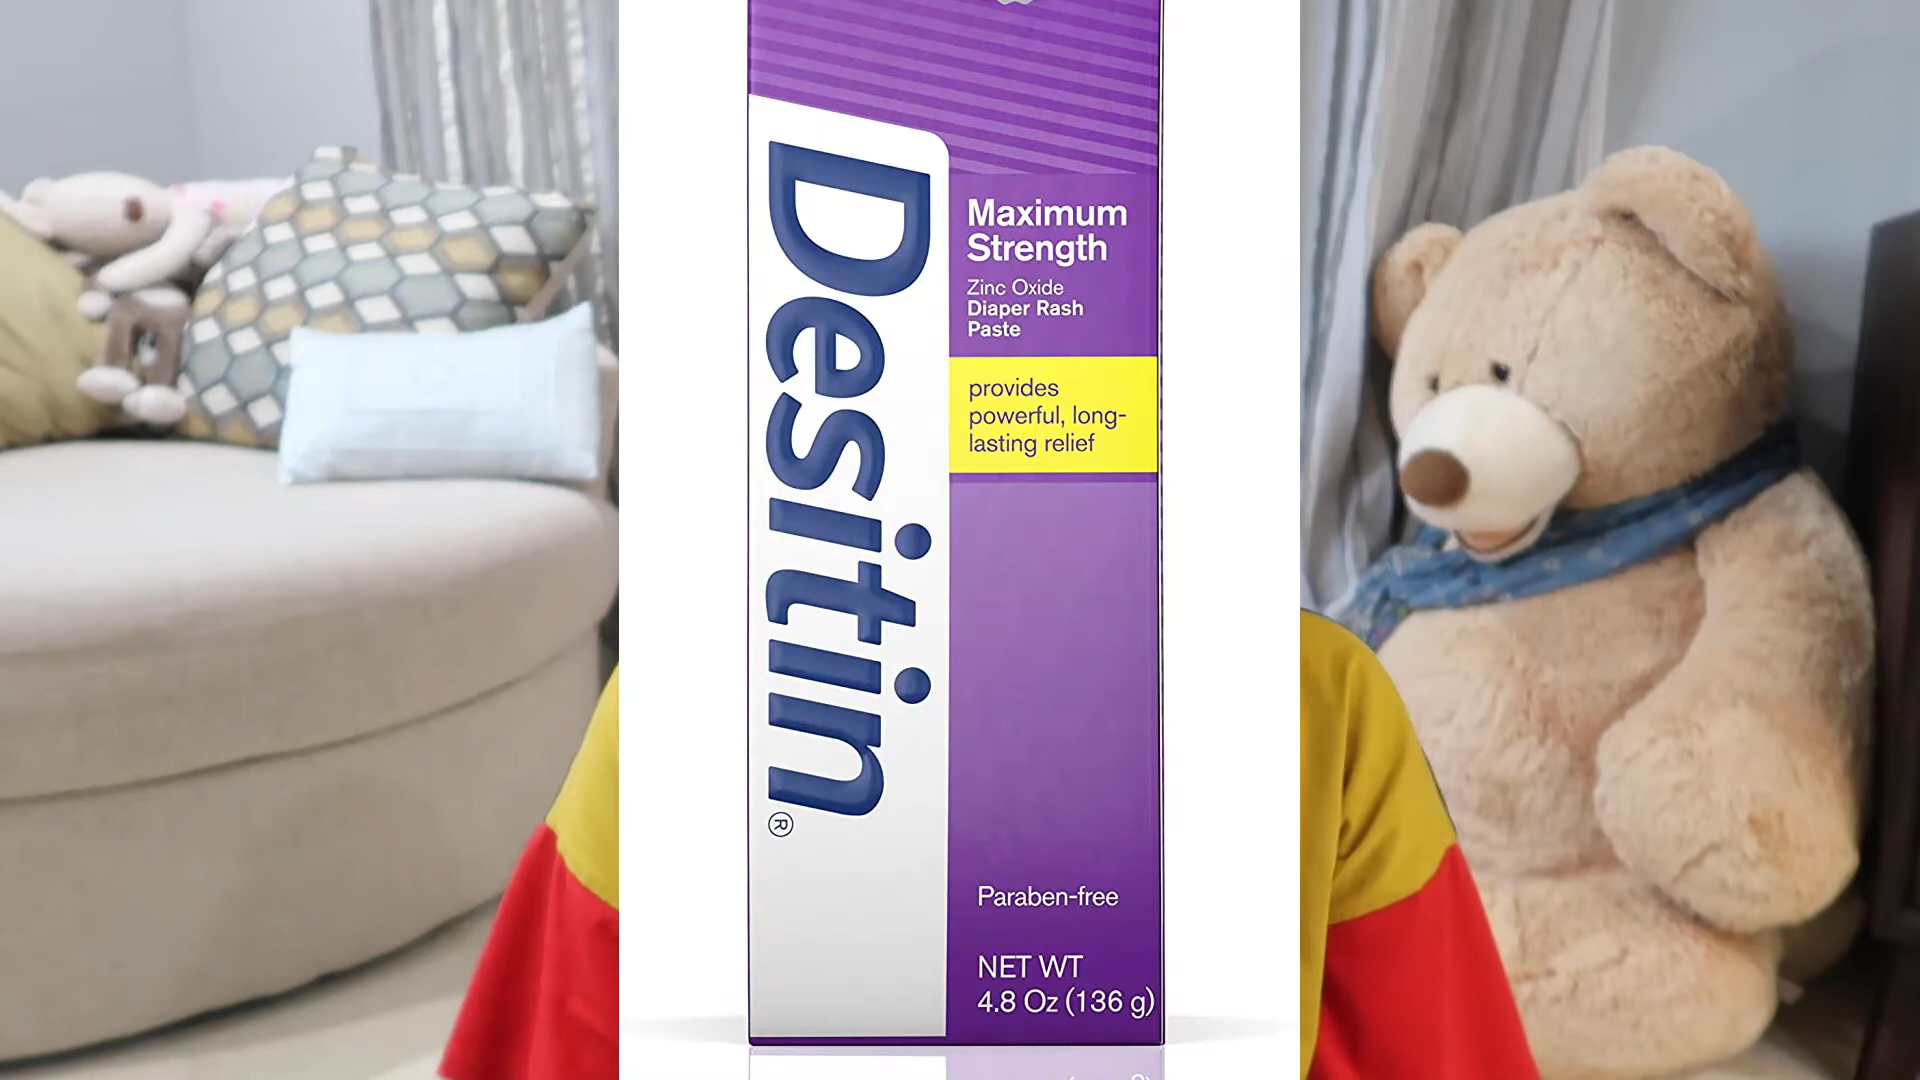 Desitin®
Maximum
Strength
Zinc Oxide
Diaper Rash
Paste
provides
powerful, long-
lasting relief
Paraben-free
NET WT
4.8 Oz (136 g)